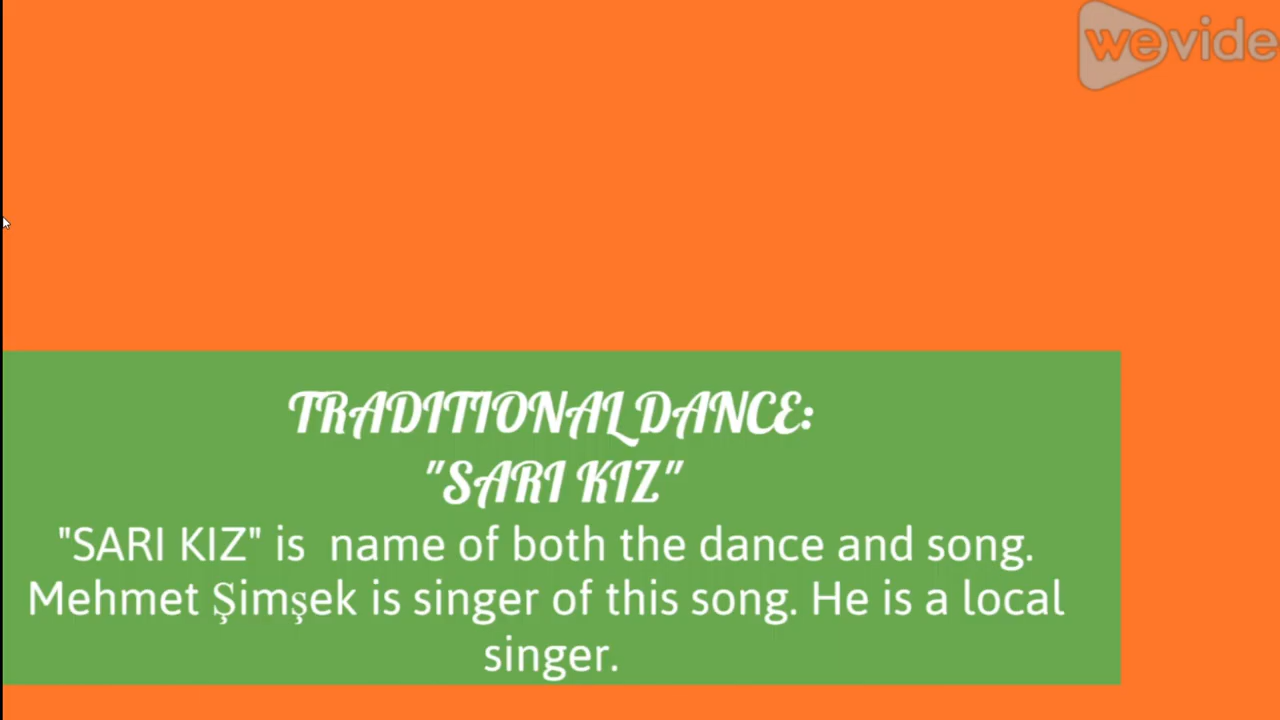 wevide
TRADITIONAL DANCE:
"SARI KIZ"
"SARI KIZ" is name of both the dance and song.
Mehmet Şimşek is singer of this song. He is a local
singer.